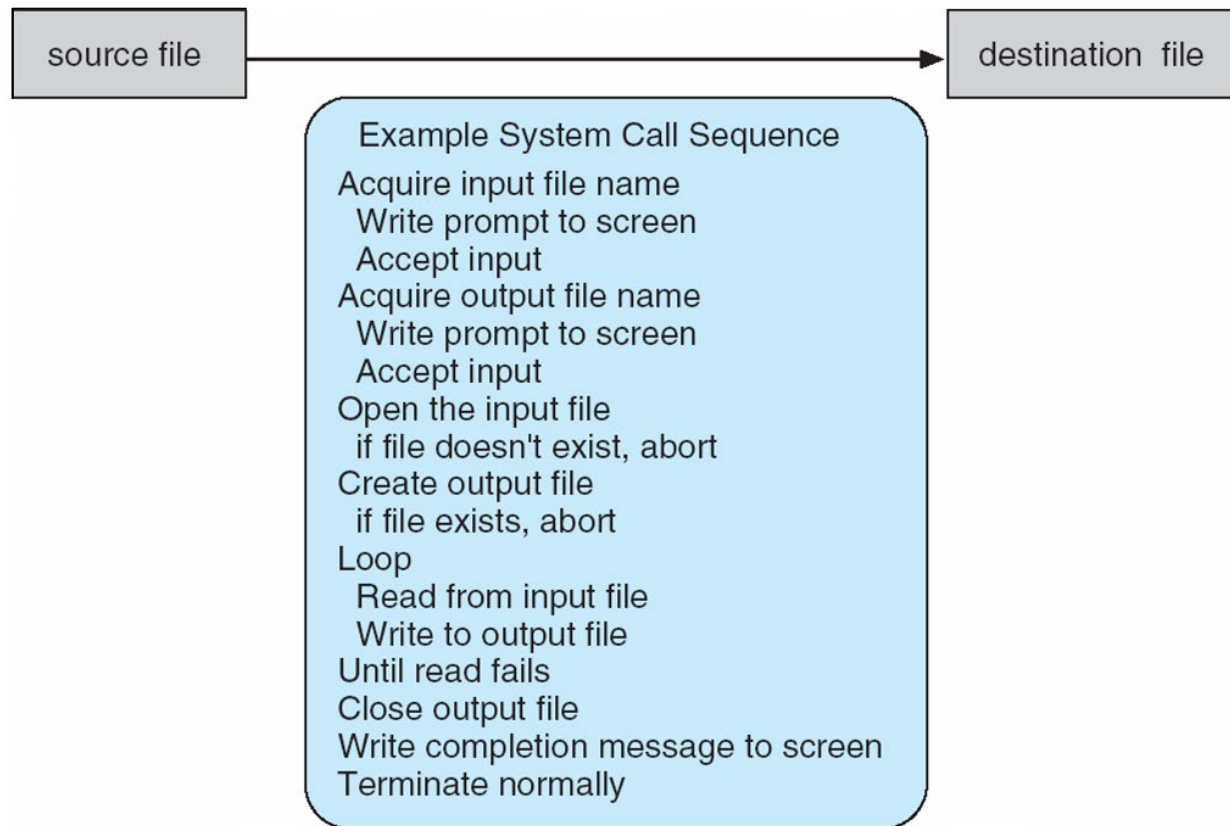 source file
destination file
Example System Call Sequence
Acquire input file name
Write prompt to screen
Accept input
Acquire output file name
Write prompt to screen
Accept input
Open the input file
if file doesn't exist, abort
Create output file
if file exists, abort
Loop
Read from input file
Write to output file
Until read fails
Close output file
Write completion message to screen
Terminate normally